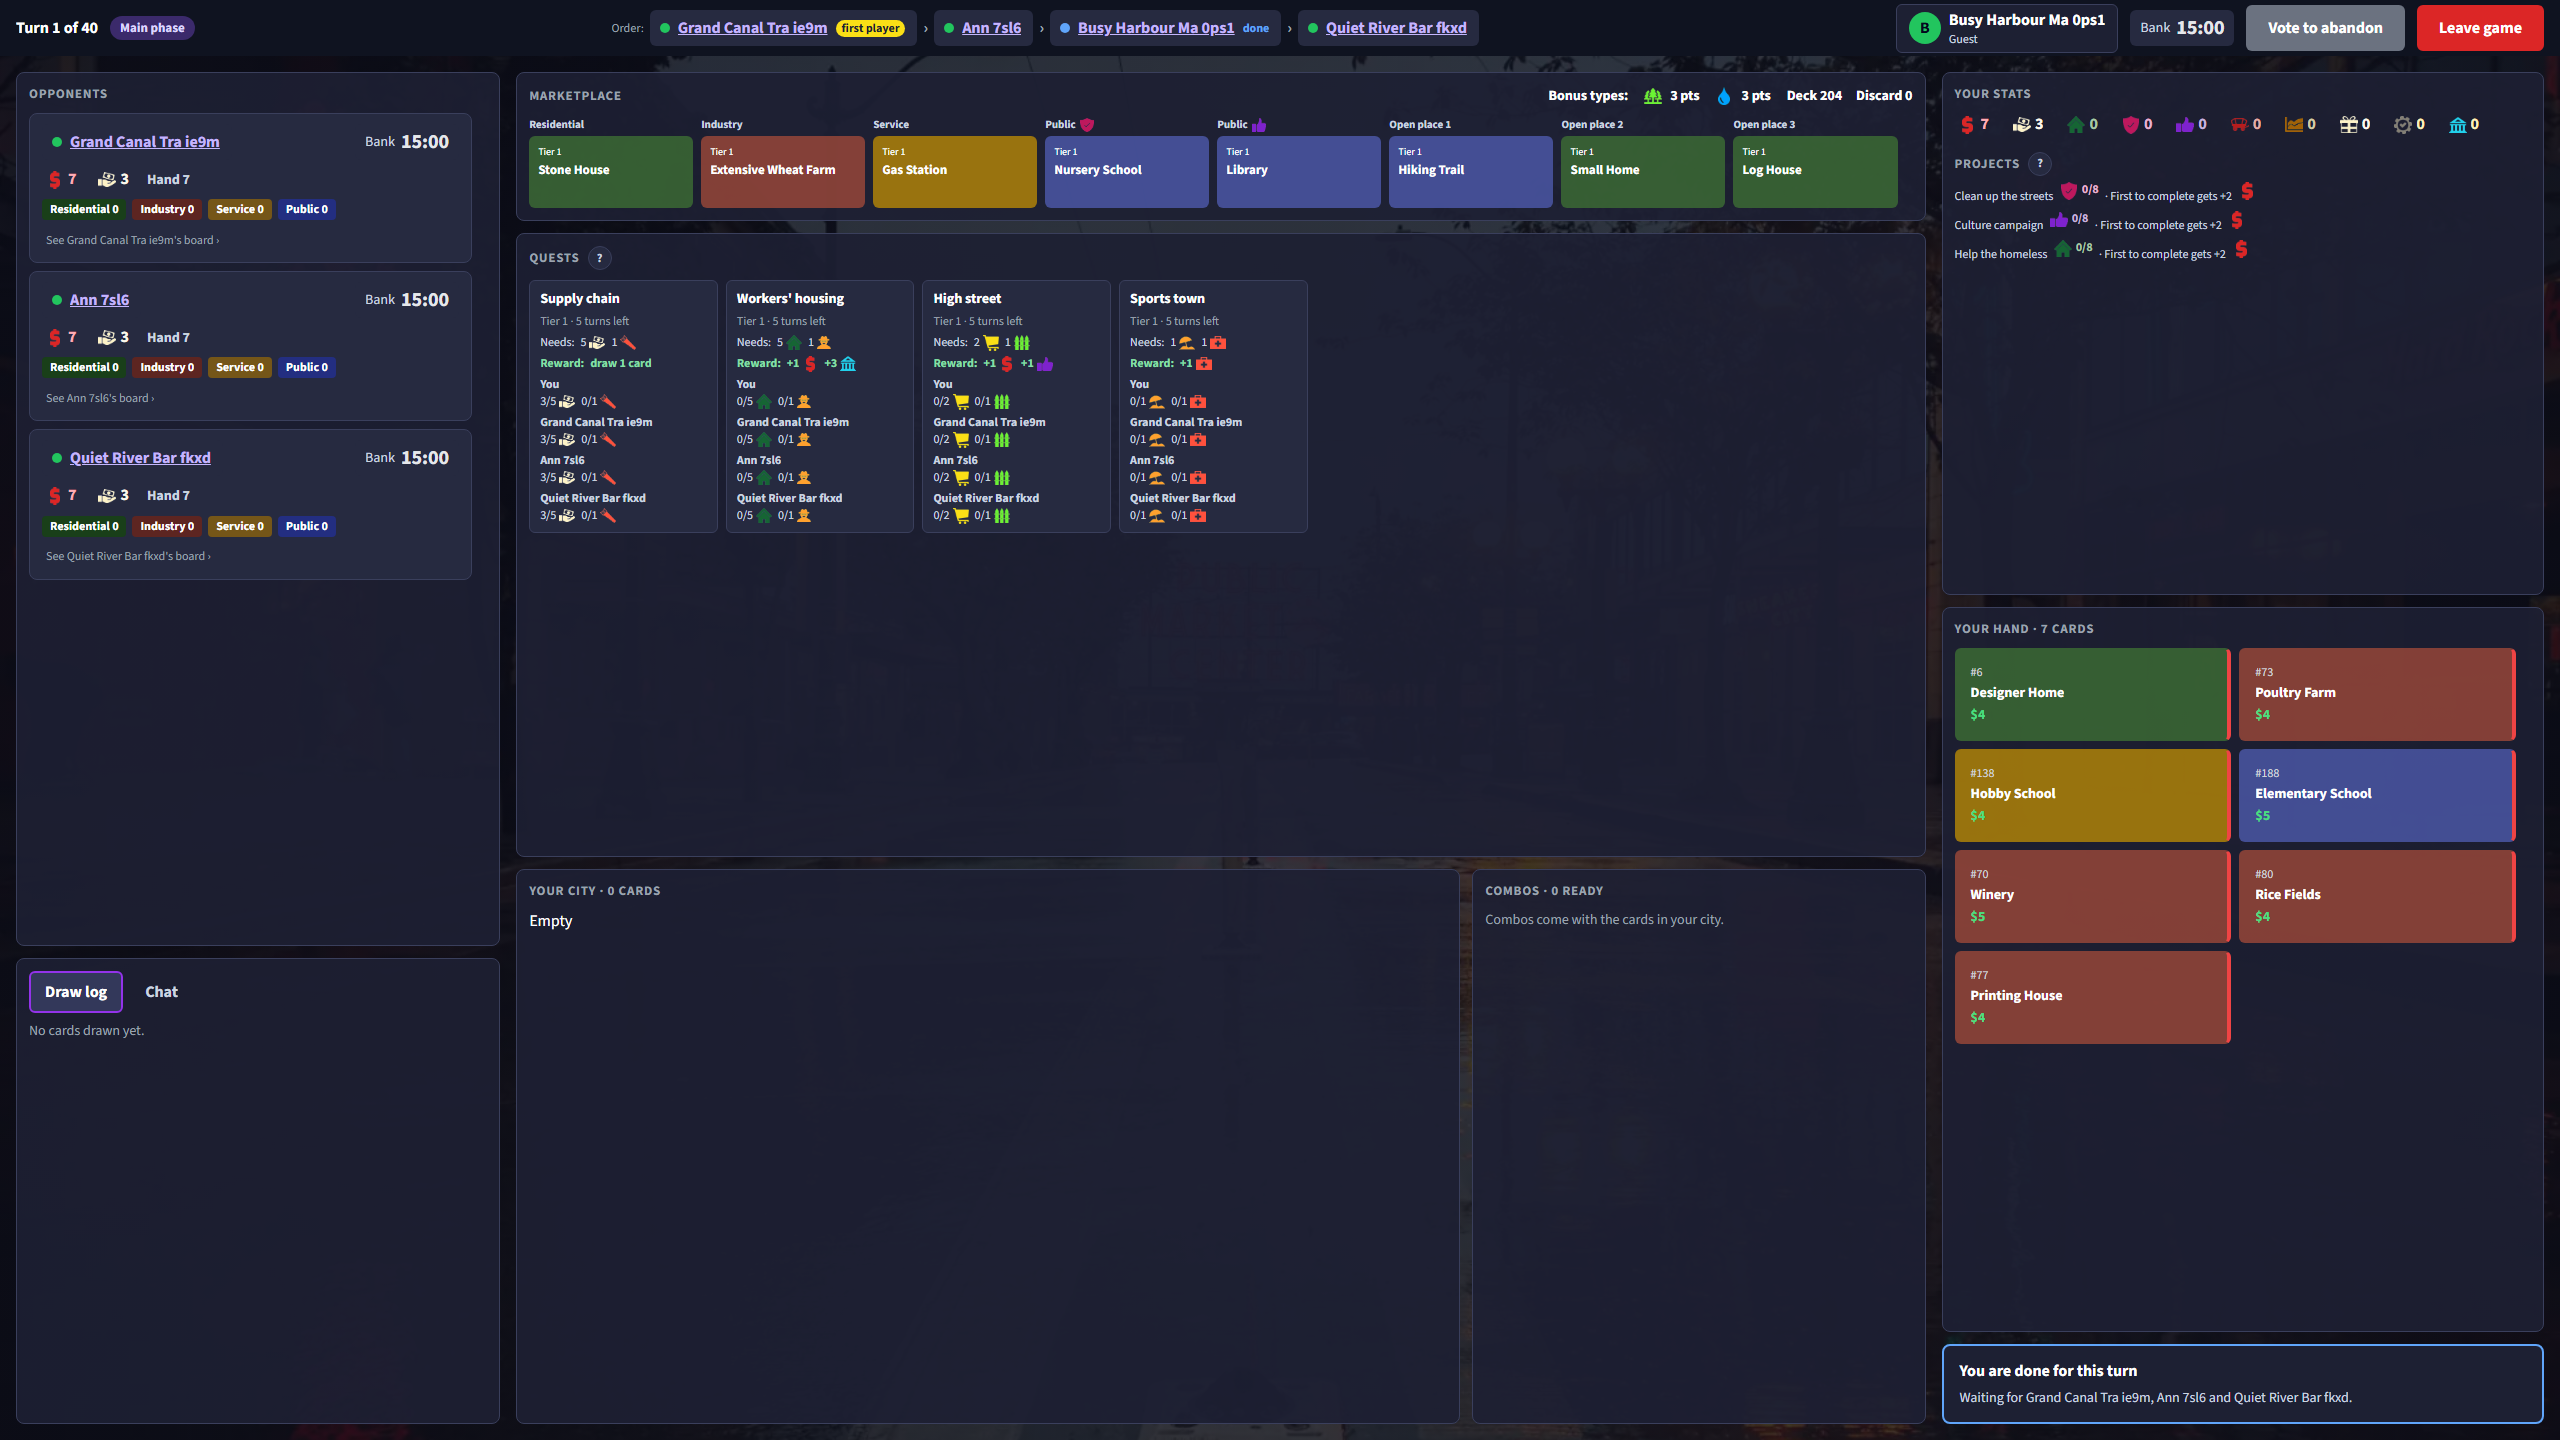 Turn 1 of 40 Main phase
Order: Grand Canal Tra ie9m first player › Ann 7sl6 › Busy Harbour Ma 0ps1 done › Quiet River Bar fkxd
B Busy Harbour Ma 0ps1
Guest
Bank 15:00
Vote to abandon
Leave game
OPPONENTS
Grand Canal Tra ie9m Bank 15:00
7 3 Hand 7
Residential 0 Industry 0 Service 0 Public 0
See Grand Canal Tra ie9m's board ›
Ann 7sl6 Bank 15:00
7 3 Hand 7
Residential 0 Industry 0 Service 0 Public 0
See Ann 7sl6's board ›
Quiet River Bar fkxd Bank 15:00
7 3 Hand 7
Residential 0 Industry 0 Service 0 Public 0
See Quiet River Bar fkxd's board ›
Draw log Chat
No cards drawn yet.
MARKETPLACE
Bonus types: 3 pts 3 pts Deck 204 Discard 0
Residential
Tier 1
Stone House
Industry
Tier 1
Extensive Wheat Farm
Service
Tier 1
Gas Station
Public
Tier 1
Nursery School
Public
Tier 1
Library
Open place 1
Tier 1
Hiking Trail
Open place 2
Tier 1
Small Home
Open place 3
Tier 1
Log House
QUESTS ?
Supply chain
Tier 1 · 5 turns left
Needs: 5 1
Reward: draw 1 card
You
3/5 0/1
Grand Canal Tra ie9m
3/5 0/1
Ann 7sl6
3/5 0/1
Quiet River Bar fkxd
3/5 0/1
Workers' housing
Tier 1 · 5 turns left
Needs: 5 1
Reward: +1 +3
You
0/5 0/1
Grand Canal Tra ie9m
0/5 0/1
Ann 7sl6
0/5 0/1
Quiet River Bar fkxd
0/5 0/1
High street
Tier 1 · 5 turns left
Needs: 2 1
Reward: +1 +1
You
0/2 0/1
Grand Canal Tra ie9m
0/2 0/1
Ann 7sl6
0/2 0/1
Quiet River Bar fkxd
0/2 0/1
Sports town
Tier 1 · 5 turns left
Needs: 1 1
Reward: +1
You
0/1 0/1
Grand Canal Tra ie9m
0/1 0/1
Ann 7sl6
0/1 0/1
Quiet River Bar fkxd
0/1 0/1
YOUR CITY · 0 CARDS
Empty
COMBOS · 0 READY
Combos come with the cards in your city.
YOUR STATS
7 3 0 0 0 0 0 0 0 0
PROJECTS ?
Clean up the streets 0/8 · First to complete gets +2
Culture campaign 0/8 · First to complete gets +2
Help the homeless 0/8 · First to complete gets +2
YOUR HAND · 7 CARDS
#6
Designer Home
$4
#73
Poultry Farm
$4
#138
Hobby School
$4
#188
Elementary School
$5
#70
Winery
$5
#80
Rice Fields
$4
#77
Printing House
$4
You are done for this turn
Waiting for Grand Canal Tra ie9m, Ann 7sl6 and Quiet River Bar fkxd.